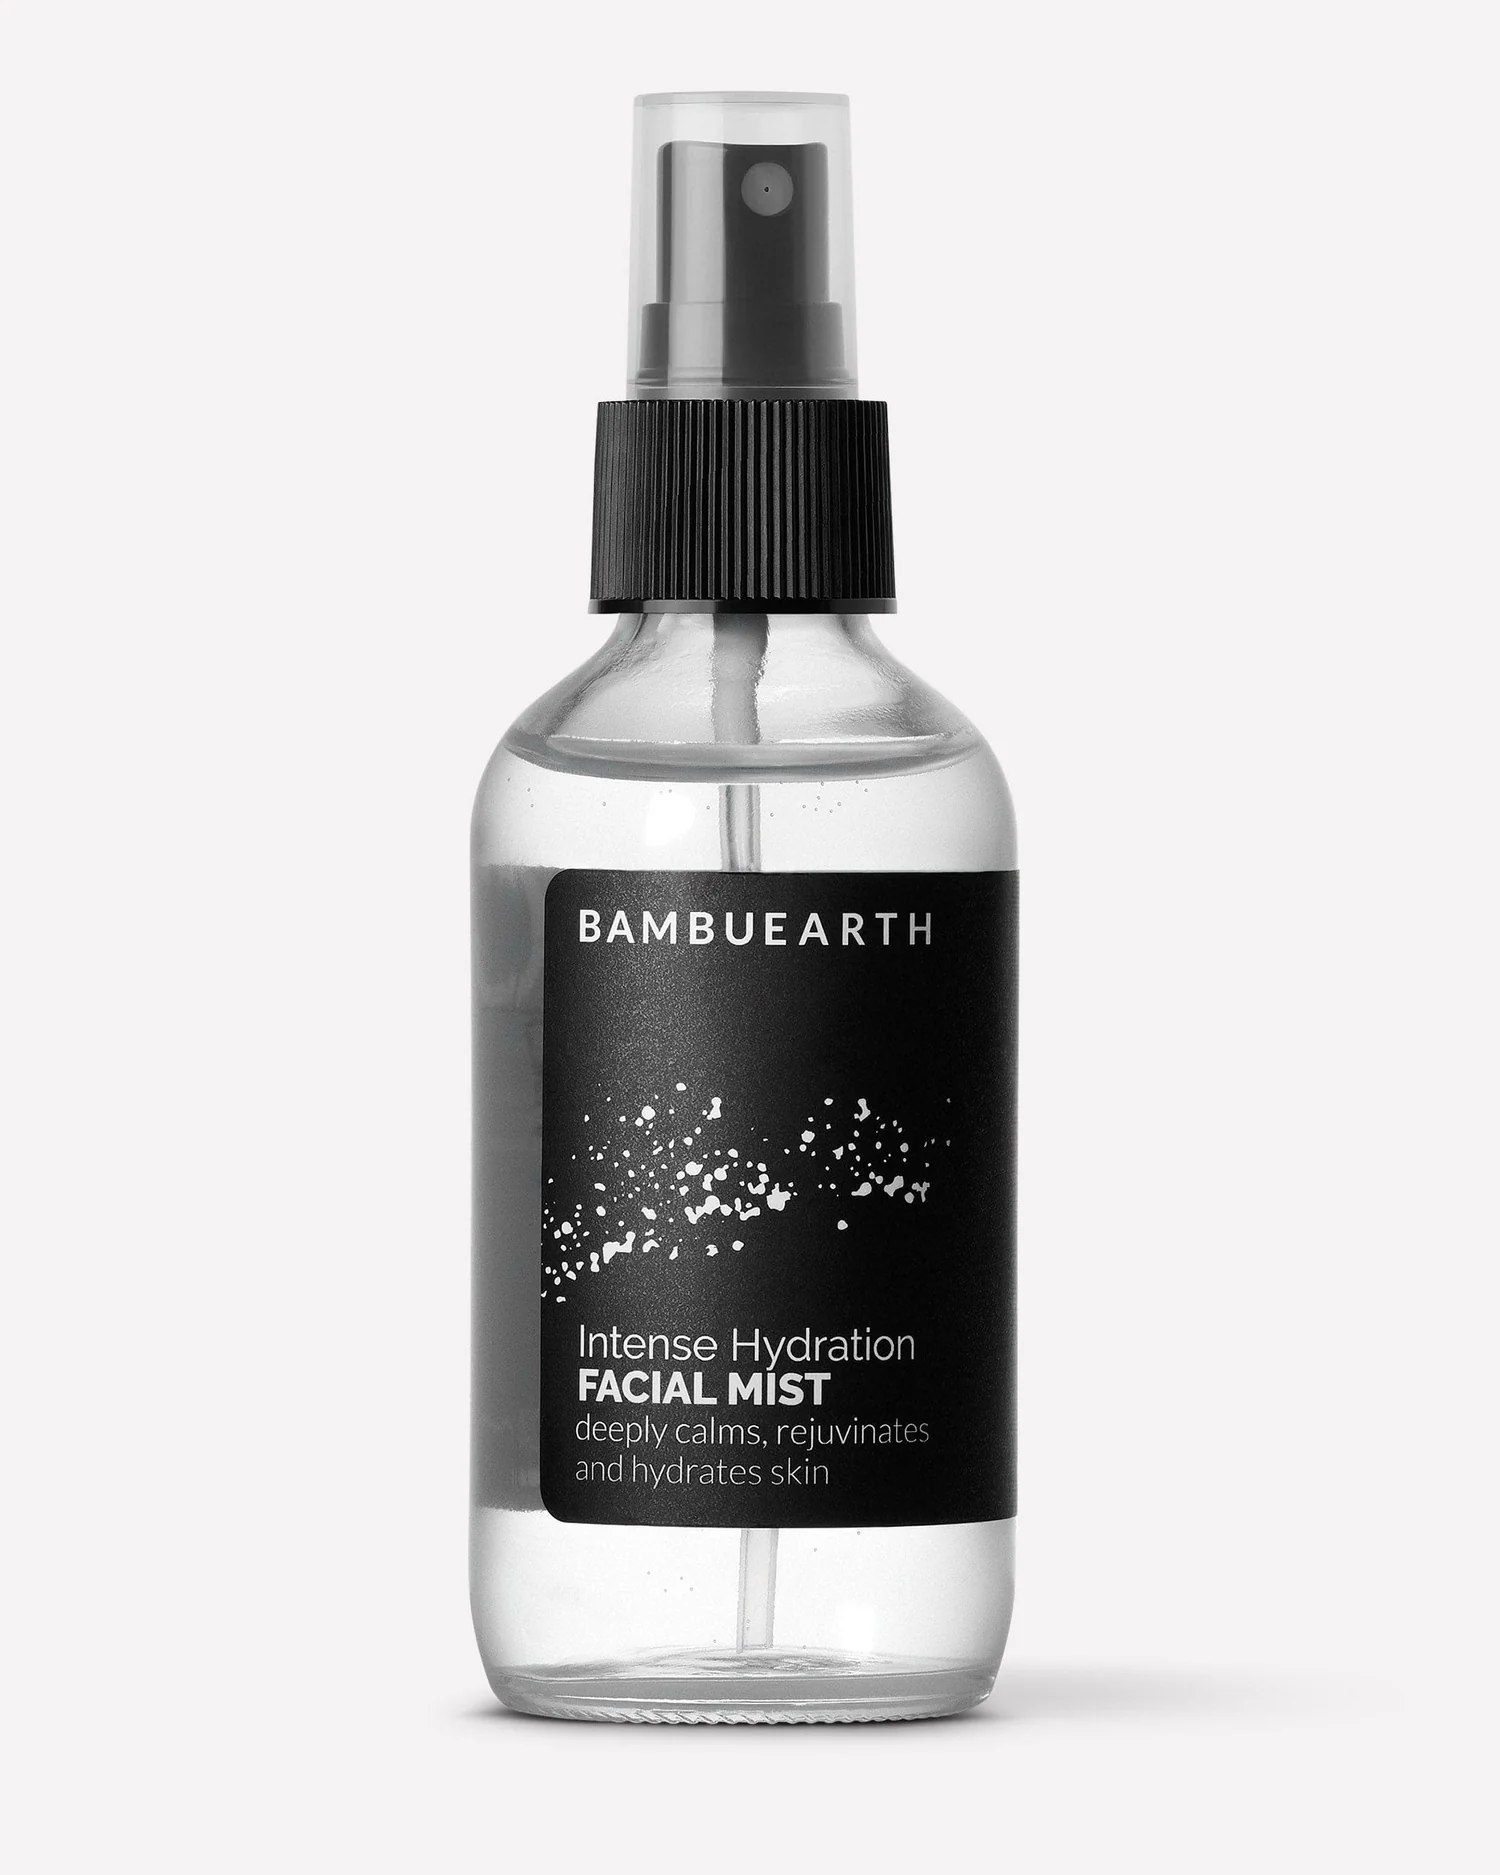 BAMBUEARTH
Intense Hydration
FACIAL MIST
deeply calms, rejuvinates
and hydrates skin